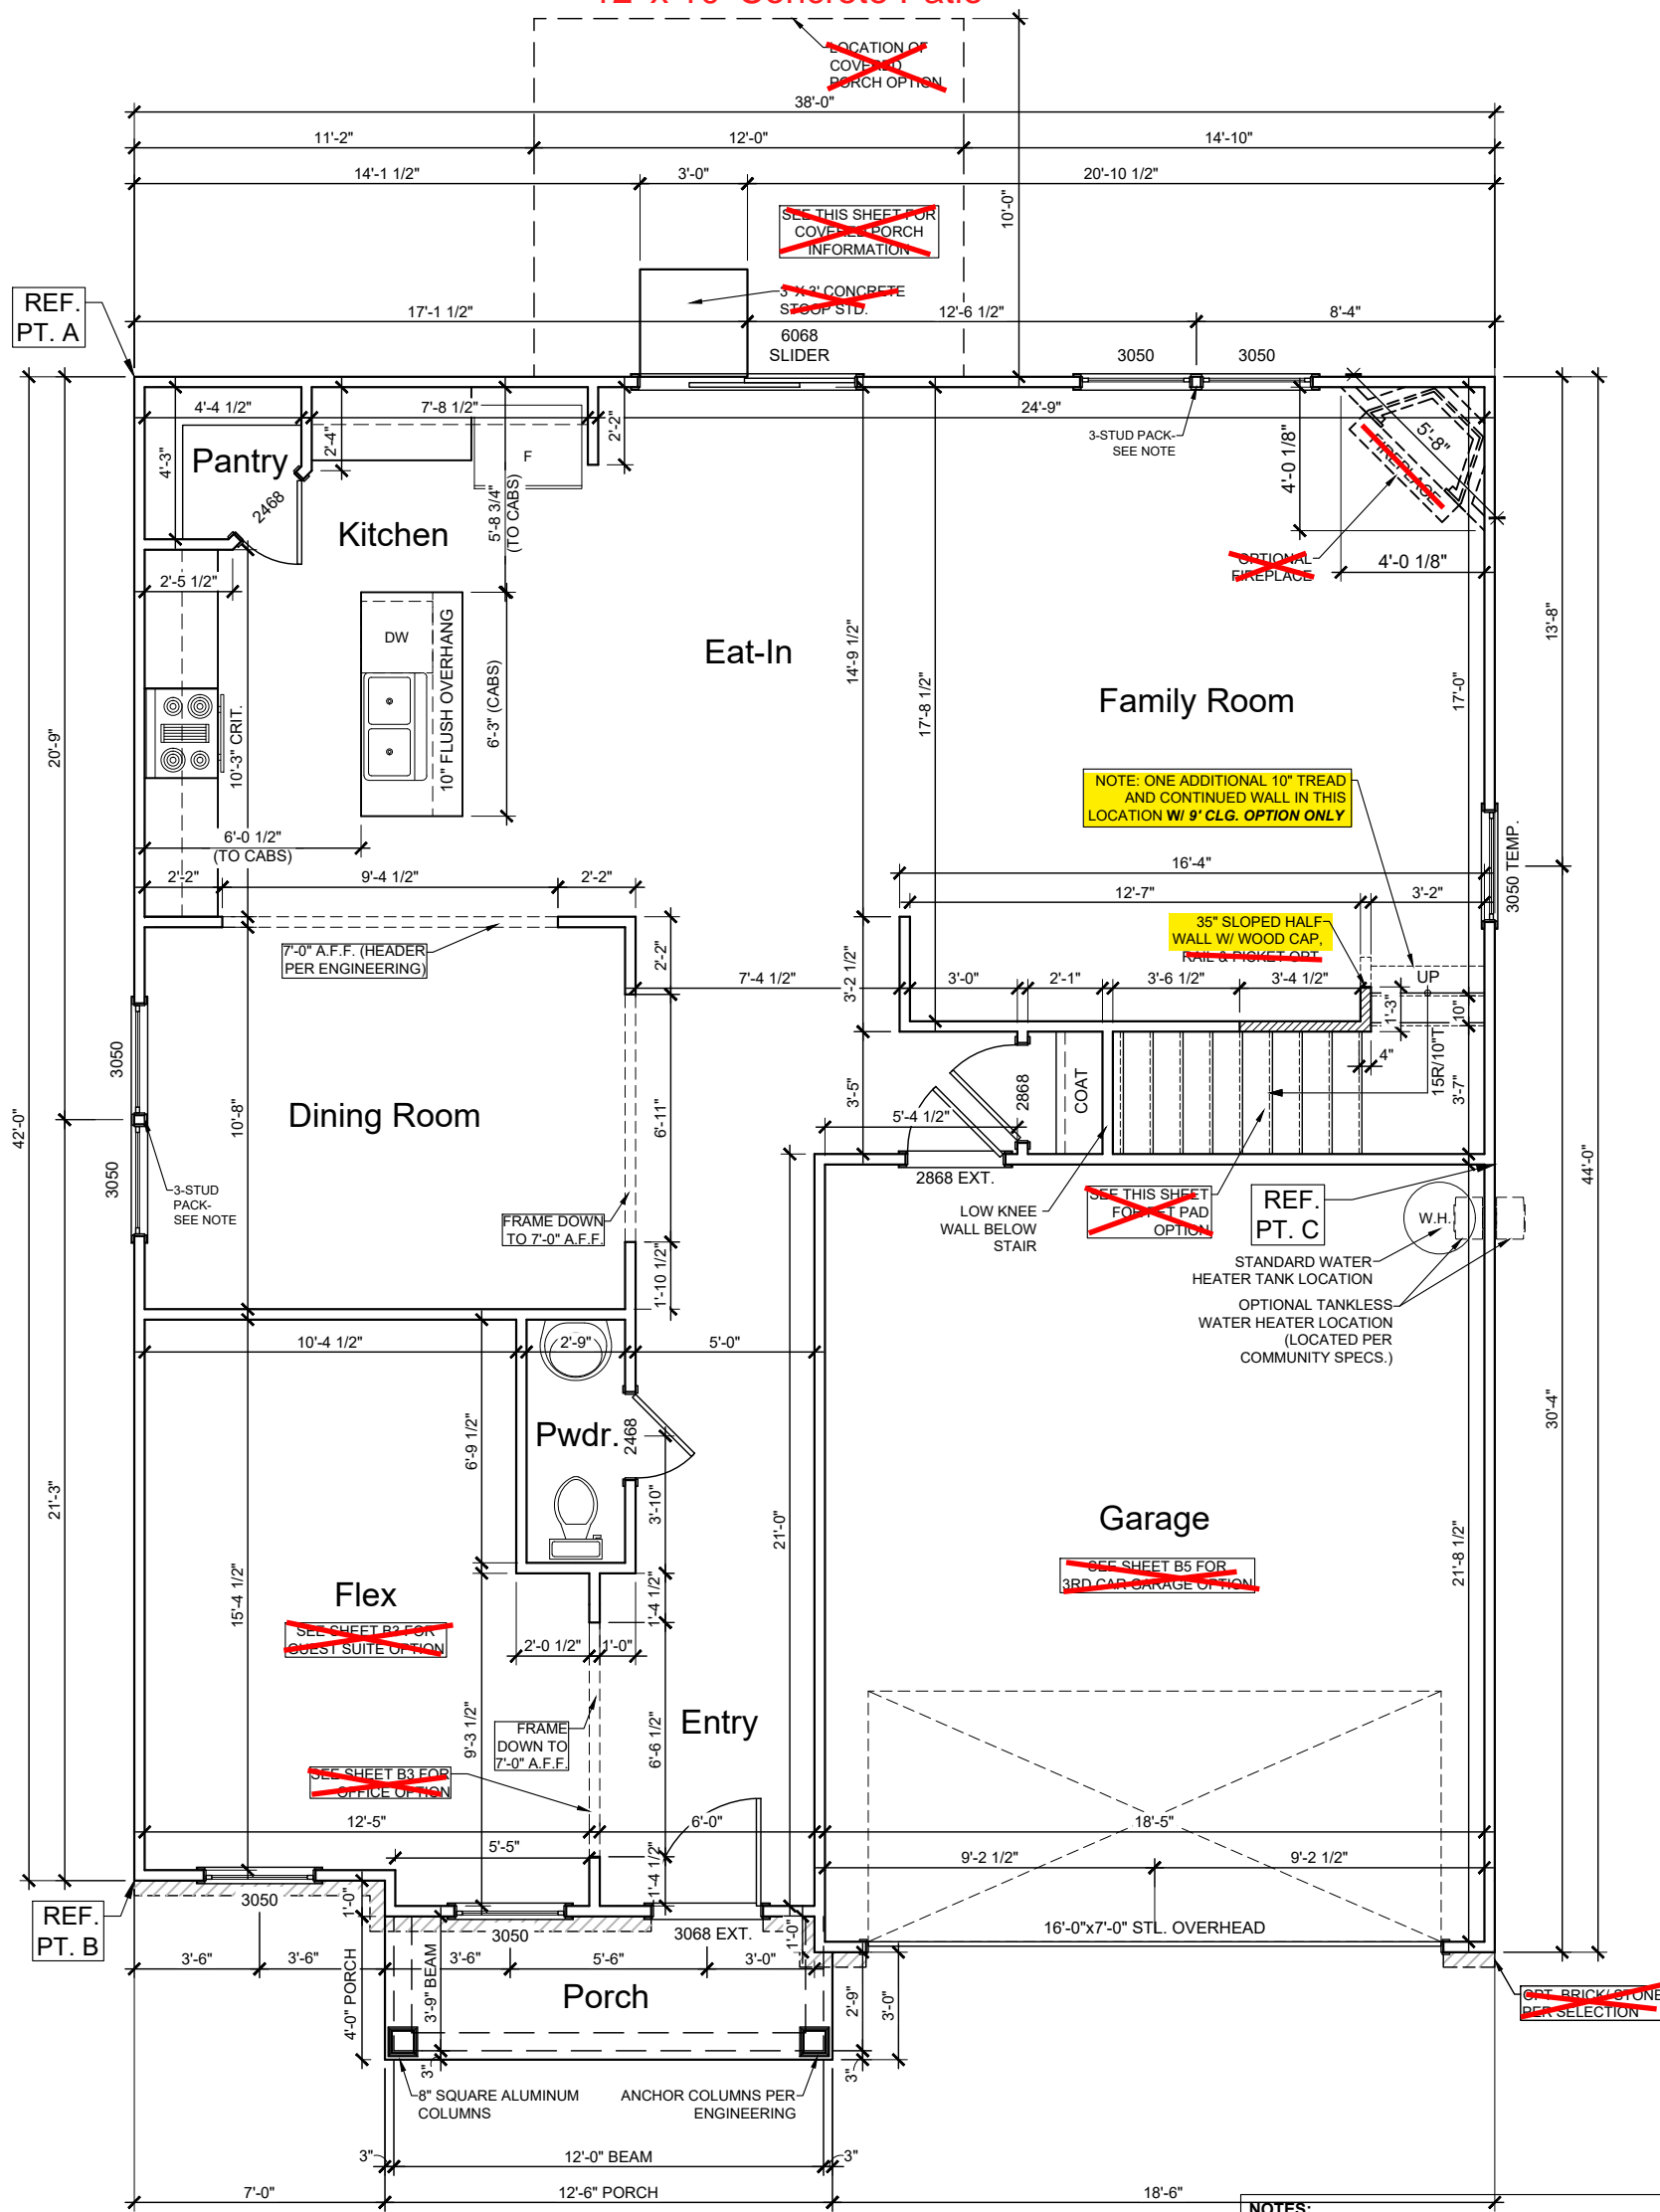 12' x 10' Concrete Patio
LOCATION OF
COVERED
PORCH OPTION
38'-0"
11'-2"
12'-0"
14'-10"
14'-1 1/2"
3'-0"
20'-10 1/2"
10'-0"
SEE THIS SHEET FOR
COVERED PORCH
INFORMATION
3' X 3' CONCRETE
STOOP STD.
REF.
PT. A
17'-1 1/2"
12'-6 1/2"
8'-4"
6068
SLIDER
3050
3050
4'-4 1/2"
7'-8 1/2"
24'-9"
2'-4"
2'-2"
3-STUD PACK-
SEE NOTE
4'-0 1/8"
5'-8"
FIREPLACE
Pantry
4'-3"
2468
F
Kitchen
5'-8 3/4"
(TO CABS)
OPTIONAL
FIREPLACE
4'-0 1/8"
2'-5 1/2"
DW
10" FLUSH OVERHANG
6'-3" (CABS)
10'-3" CRIT.
Eat-In
14'-9 1/2"
17'-8 1/2"
Family Room
17'-0"
13'-8"
20'-9"
NOTE: ONE ADDITIONAL 10" TREAD
AND CONTINUED WALL IN THIS
LOCATION W/ 9' CLG. OPTION ONLY
6'-0 1/2"
(TO CABS)
2'-2"
9'-4 1/2"
2'-2"
16'-4"
12'-7"
3'-2"
3050 TEMP.
7'-0" A.F.F. (HEADER
PER ENGINEERING)
2'-2"
35" SLOPED HALF
WALL W/ WOOD CAP,
RAIL & PICKET OPT.
7'-4 1/2"
3'-2 1/2"
3'-0"
2'-1"
3'-6 1/2"
3'-4 1/2"
UP
1'-3"
10"
4"
15R/10"T
3'-7"
3050
3050
3-STUD
PACK-
SEE NOTE
42'-0"
10'-8"
Dining Room
6'-11"
3'-5"
2868
COAT
5'-4 1/2"
2868 EXT.
44'-0"
FRAME DOWN
TO 7'-0" A.F.F.
1'-10 1/2"
LOW KNEE
WALL BELOW
STAIR
SEE THIS SHEET
FOR PET PAD
OPTION
REF.
PT. C
W.H.
STANDARD WATER
HEATER TANK LOCATION
OPTIONAL TANKLESS
WATER HEATER LOCATION
(LOCATED PER
COMMUNITY SPECS.)
10'-4 1/2"
2'-9"
5'-0"
6'-9 1/2"
Pwdr.
2468
3'-10"
30'-4"
21'-3"
21'-0"
Garage
SEE SHEET B5 FOR
3RD CAR GARAGE OPTION
21'-8 1/2"
Flex
SEE SHEET B3 FOR
GUEST SUITE OPTION
15'-4 1/2"
1'-4 1/2"
2'-0 1/2"
1'-0"
FRAME
DOWN TO
7'-0" A.F.F.
9'-3 1/2"
6'-6 1/2"
Entry
SEE SHEET B3 FOR
OFFICE OPTION
12'-5"
6'-0"
18'-5"
5'-5"
1'-4 1/2"
9'-2 1/2"
9'-2 1/2"
REF.
PT. B
3050
1'-0"
3050
3068 EXT.
1'-0"
16'-0"x7'-0" STL. OVERHEAD
3'-6"
3'-6"
3'-6"
5'-6"
3'-0"
4'-0" PORCH
3'-9" BEAM
Porch
2'-9"
3'-0"
OPT. BRICK/ STONE
PER SELECTION
3"
3"
8" SQUARE ALUMINUM
COLUMNS
ANCHOR COLUMNS PER
ENGINEERING
3"
12'-0" BEAM
3"
7'-0"
12'-6" PORCH
18'-6"
NOTES: